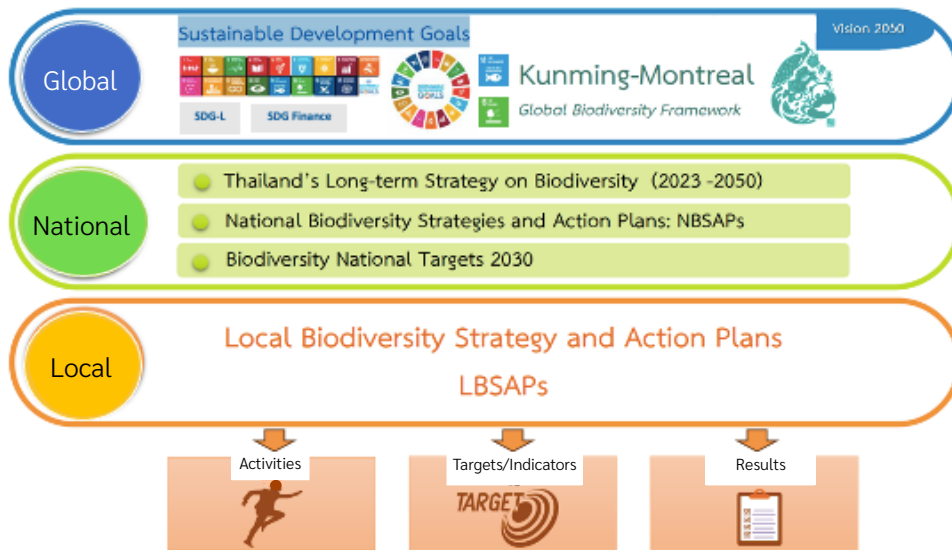 Vision 2050
Sustainable Development Goals
Global
Kunming-Montreal
Global Biodiversity Framework
SDG-L
SDG Finance
GOALS
National
Thailand's Long-term Strategy on Biodiversity (2023 -2050)
National Biodiversity Strategies and Action Plans: NBSAPs
Biodiversity National Targets 2030
Local
Local Biodiversity Strategy and Action Plans
LBSAPs
Activities
Targets/Indicators
Results
TARGET